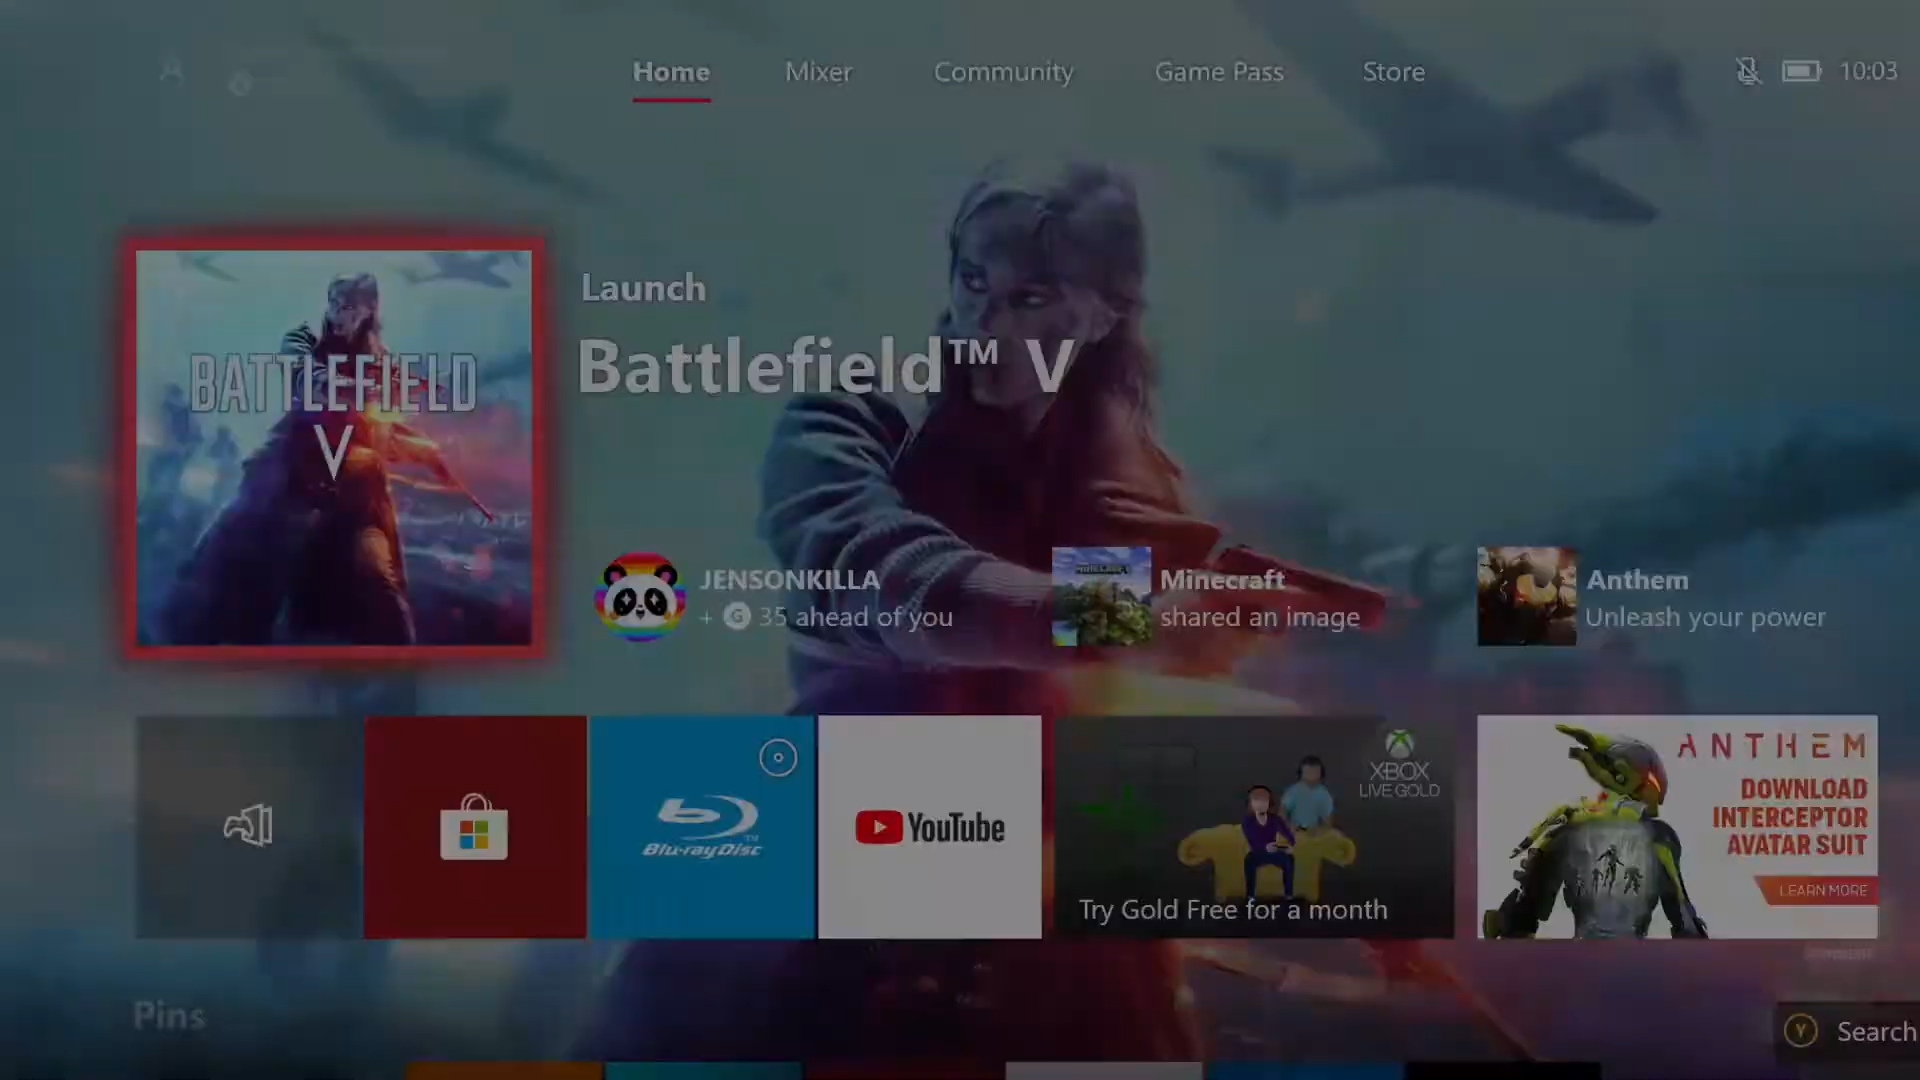 Home
Mixer
Community
Game Pass
Store
10:03
BATTLEFIELD
V
Launch
Battlefield™ V
JENSONKILLA
+ G 35 ahead of you
Minecraft
shared an image
Anthem
Unleash your power
MINECRAFT
Blu-ray Disc
TM
YouTube
XBOX
LIVE GOLD
Try Gold Free for a month
ANTHEM
DOWNLOAD
INTERCEPTOR
AVATAR SUIT
LEARN MORE
Pins
Y Search